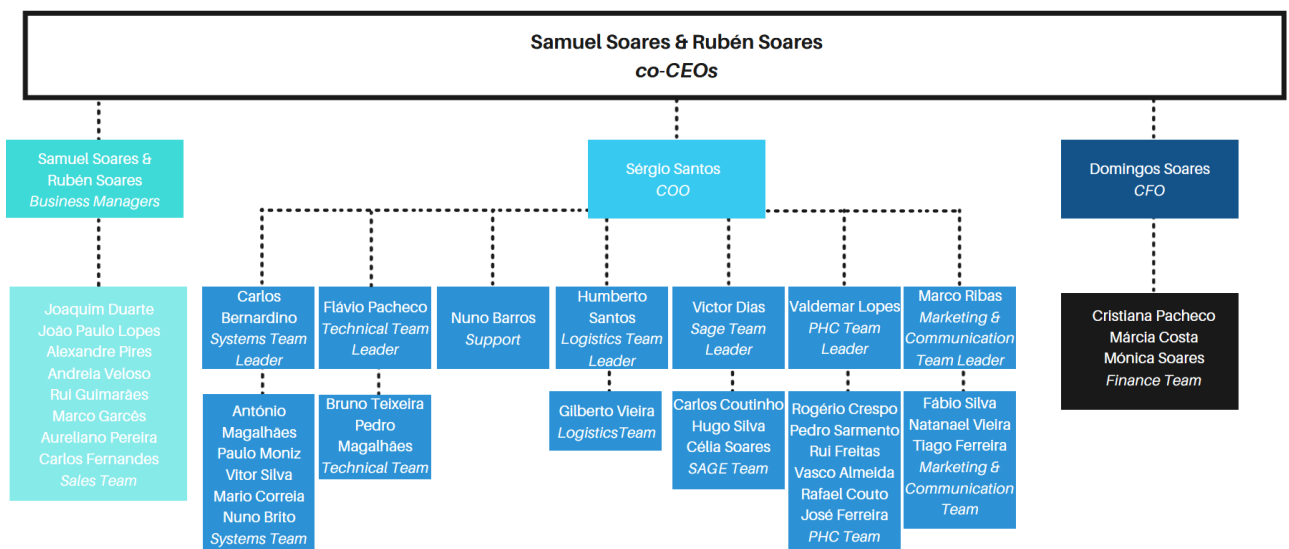 Samuel Soares & Rubén Soares
co-CEOs
Samuel Soares &
Rubén Soares
Business Managers
Sérgio Santos
COO
Domingos Soares
CFO
Joaquim Duarte
João Paulo Lopes
Alexandre Pires
Andreia Veloso
Rui Guimarães
Marco Garcês
Aureliano Pereira
Carlos Fernandes
Sales Team
Carlos
Bernardino
Systems Team
Leader
Flávio Pacheco
Technical Team
Leader
Nuno Barros
Support
Humberto
Santos
Logistics Team
Leader
Victor Dias
Sage Team
Leader
Valdemar Lopes
PHC Team
Leader
Marco Ribas
Marketing &
Communication
Team Leader
Cristiana Pacheco
Márcia Costa
Mónica Soares
Finance Team
António
Magalhães
Paulo Moniz
Vitor Silva
Mario Correia
Nuno Brito
Systems Team
Bruno Teixeira
Pedro
Magalhães
Technical Team
Gilberto Vieira
LogisticsTeam
Carlos Coutinho
Hugo Silva
Célia Soares
SAGE Team
Rogério Crespo
Pedro Sarmento
Rui Freitas
Vasco Almeida
Rafael Couto
José Ferreira
PHC Team
Fábio Silva
Natanael Vieira
Tiago Ferreira
Marketing &
Communication
Team